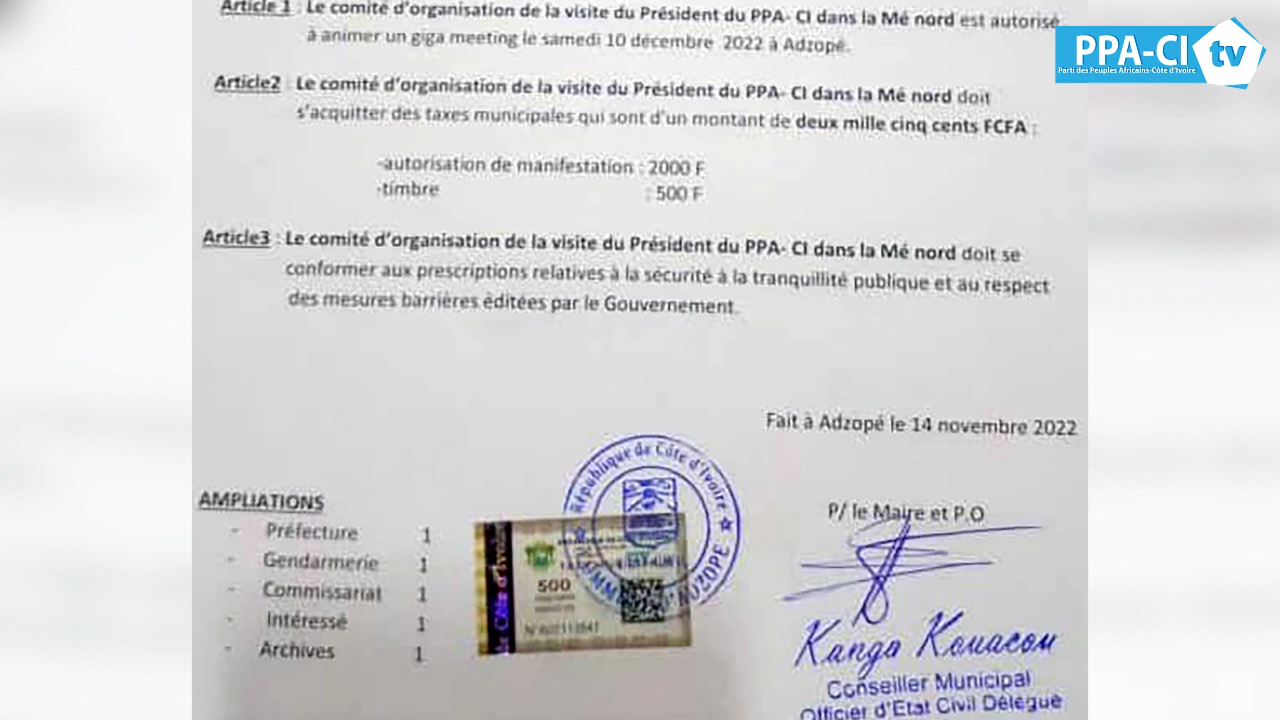 Article 1 : Le comité d'organisation de la visite du Président du PPA- CI dans la Mé nord est autorisé
à animer un giga meeting le samedi 10 décembre 2022 à Adzopé.
PPA-CI tv
Parti des Peuples Africains-Côte d'Ivoire
Article2 : Le comité d'organisation de la visite du Président du PPA- CI dans la Mé nord doit
s'acquitter des taxes municipales qui sont d'un montant de deux mille cinq cents FCFA :
-autorisation de manifestation : 2000 F
-timbre : 500 F
Article3 : Le comité d'organisation de la visite du Président du PPA- CI dans la Mé nord doit se
conformer aux prescriptions relatives à la sécurité à la tranquillité publique et au respect
des mesures barrières éditées par le Gouvernement.
Fait à Adzopé le 14 novembre 2022
AMPLIATIONS
- Préfecture 1
- Gendarmerie 1
- Commissariat 1
- Intéressé 1
- Archives 1
République de Côte d'Ivoire
D'ADZOPE
Côte d'Ivoire
500
P/ le Maire et P.O
Kanga Kouacou
Conseiller Municipal
Officier d'Etat Civil Délégué